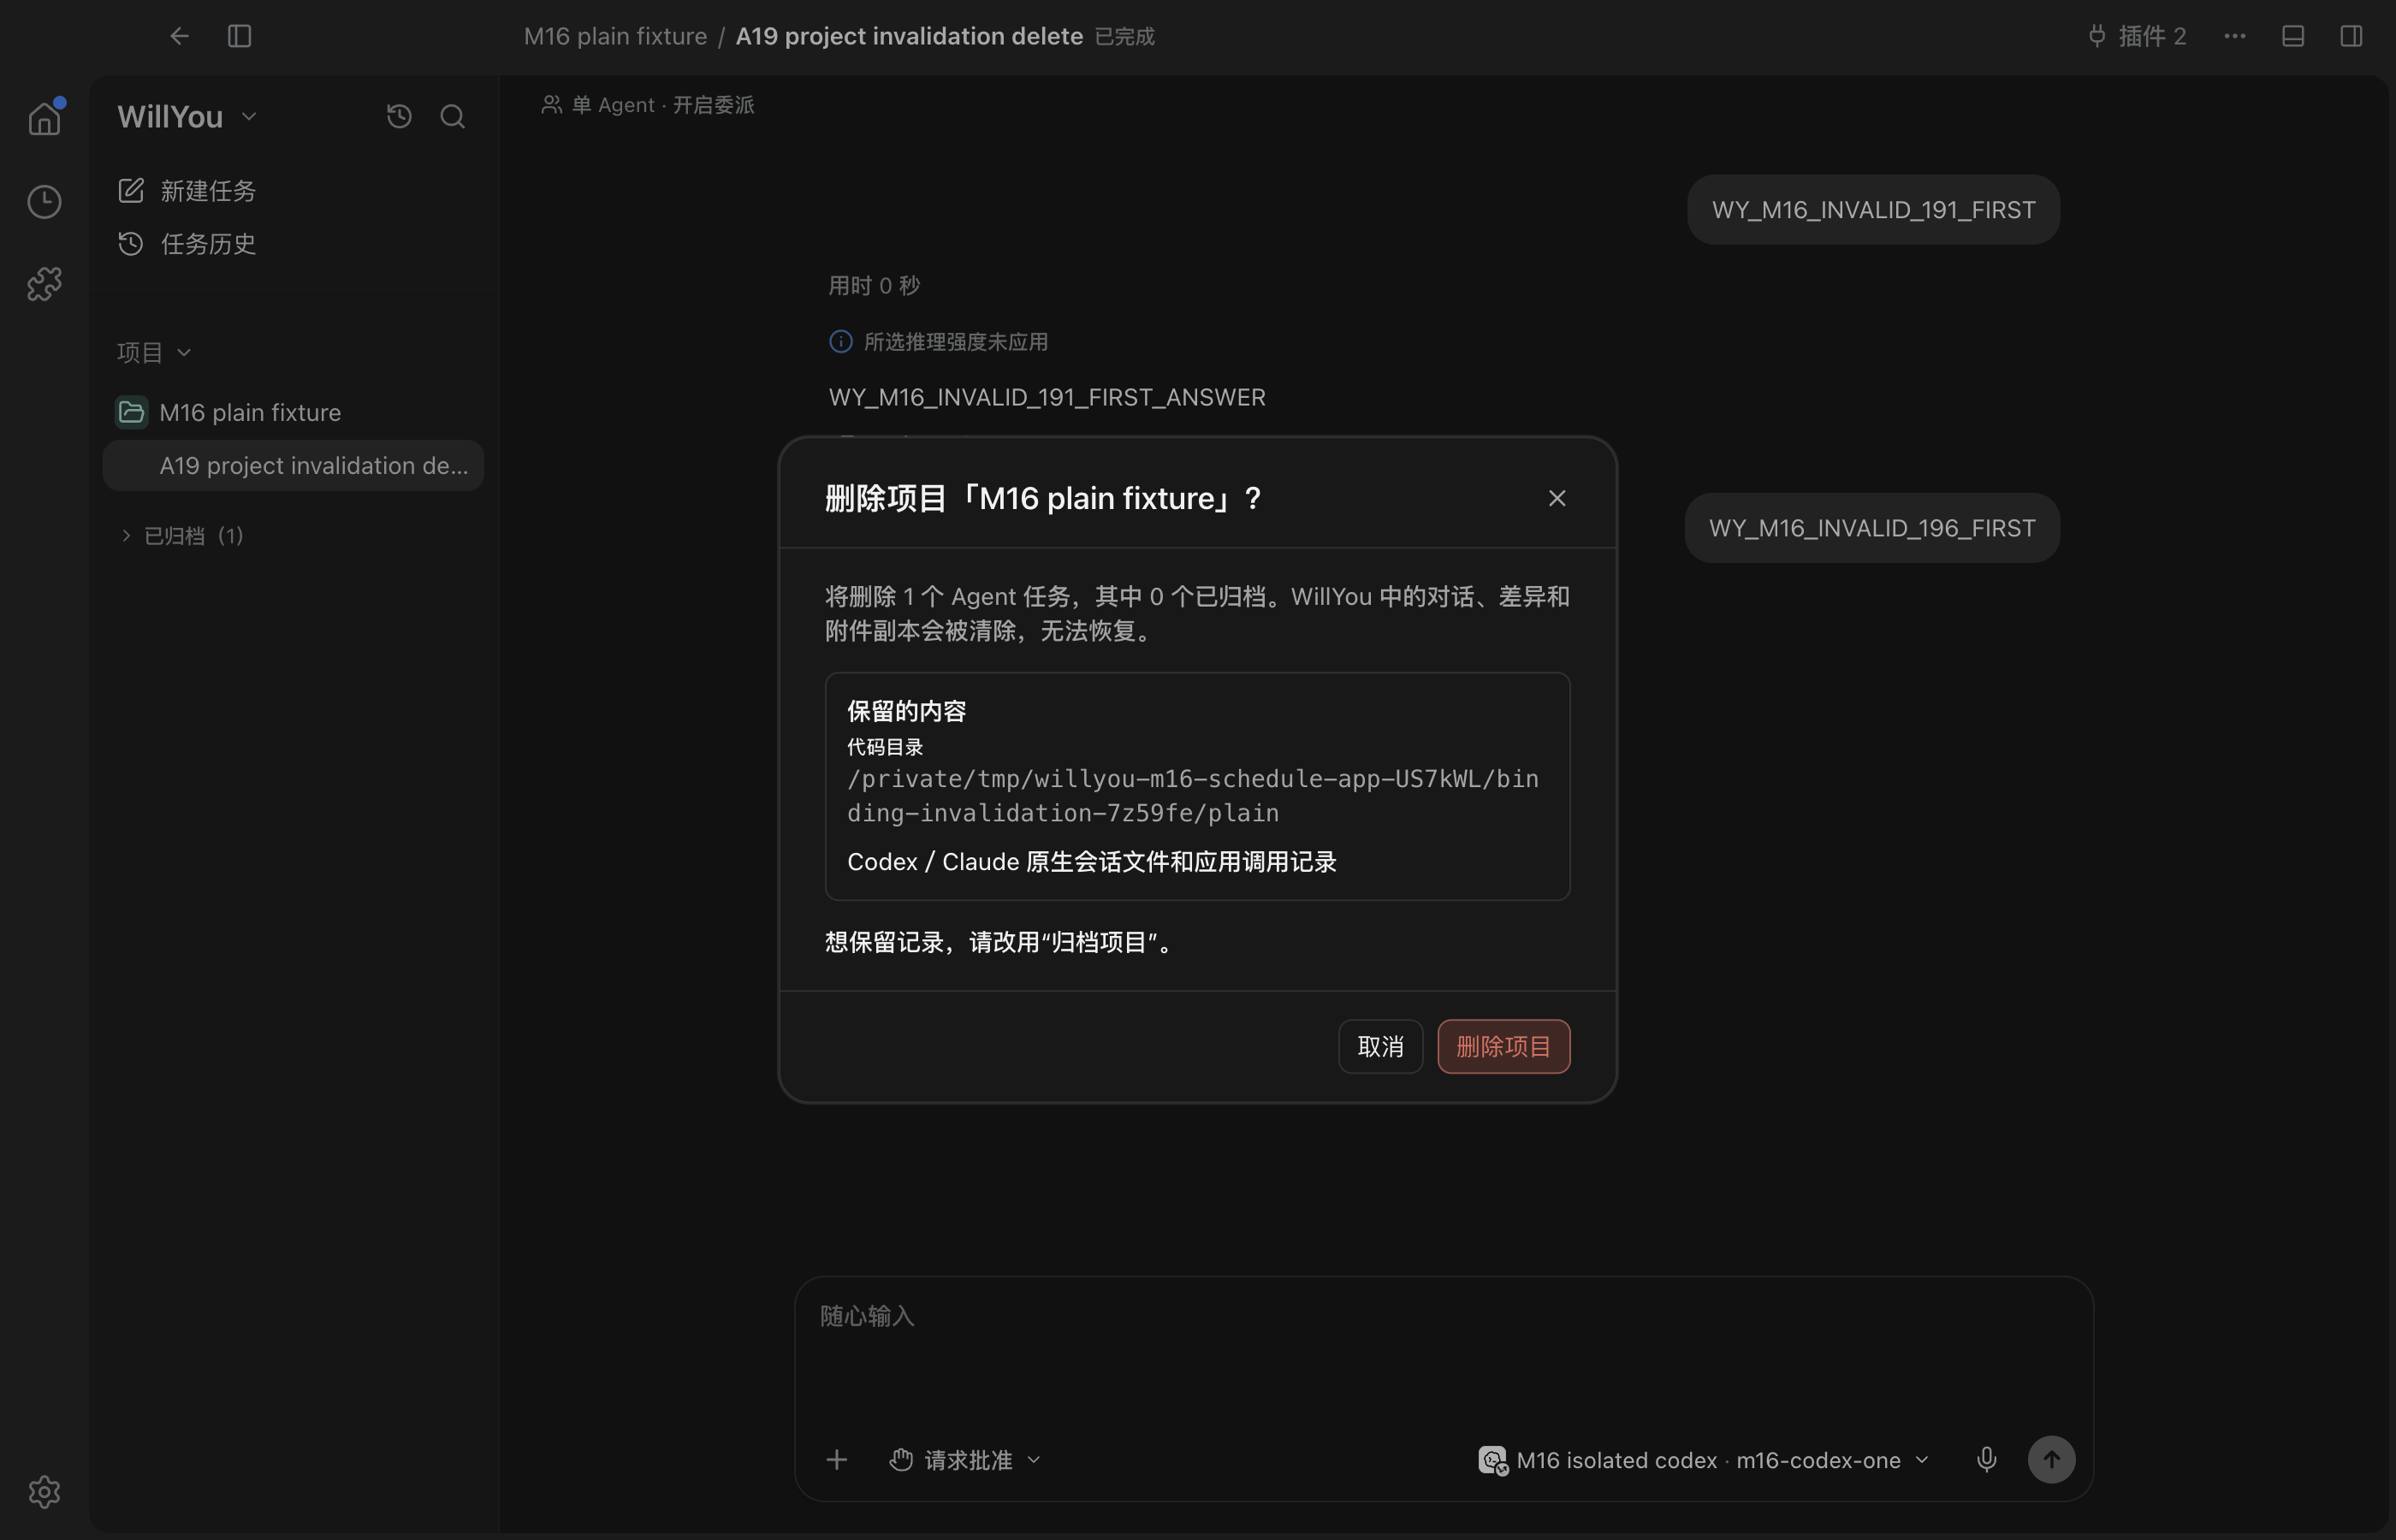 M16 plain fixture / A19 project invalidation delete 已完成
插件 2
WillYou
新建任务
任务历史
项目
M16 plain fixture
A19 project invalidation de...
已归档 (1)
单 Agent · 开启委派
WY_M16_INVALID_191_FIRST
用时 0 秒
所选推理强度未应用
WY_M16_INVALID_191_FIRST_ANSWER
WY_M16_INVALID_196_FIRST
删除项目「M16 plain fixture」?
将删除 1 个 Agent 任务，其中 0 个已归档。WillYou 中的对话、差异和
附件副本会被清除，无法恢复。
保留的内容
代码目录
/private/tmp/willyou-m16-schedule-app-US7kWL/bin
ding-invalidation-7z59fe/plain
Codex / Claude 原生会话文件和应用调用记录
想保留记录，请改用“归档项目”。
取消
删除项目
随心输入
请求批准
M16 isolated codex · m16-codex-one